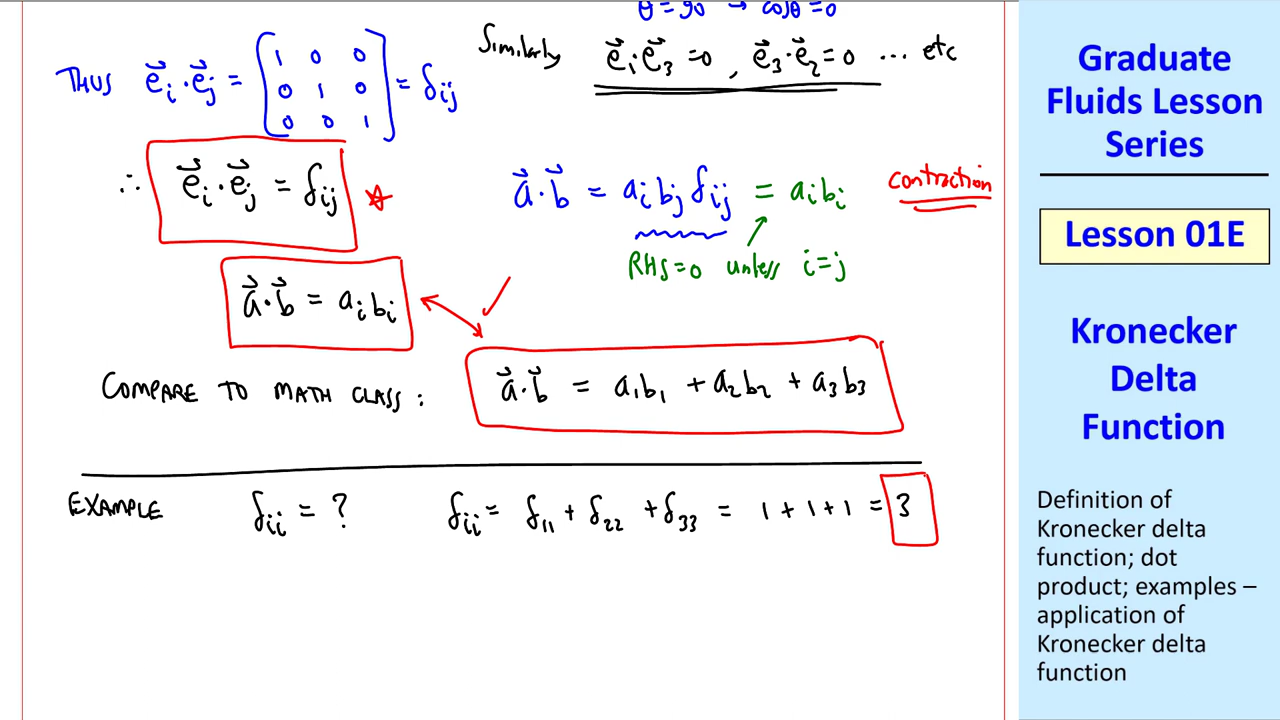 θ = 90 → cosθ = 0
Similarly e⃗ᵢ·e⃗₃ = 0 , e⃗₃·e⃗₂ = 0 ... etc
THUS e⃗ᵢ·e⃗ⱼ = [1 0 0
0 1 0
0 0 1] = δᵢⱼ
∴ e⃗ᵢ·e⃗ⱼ = δᵢⱼ ☆
a⃗·b⃗ = aᵢbⱼδᵢⱼ = aᵢbᵢ
contraction
RHS=0 unless i=j
a⃗·b⃗ = aᵢbᵢ
✓
COMPARE TO MATH CLASS: a⃗·b⃗ = a₁b₁ + a₂b₂ + a₃b₃
EXAMPLE δᵢᵢ = ? δᵢᵢ = δ₁₁ + δ₂₂ + δ₃₃ = 1 + 1 + 1 = 3
Graduate
Fluids Lesson
Series
Lesson 01E
Kronecker
Delta
Function
Definition of
Kronecker delta
function; dot
product; examples –
application of
Kronecker delta
function